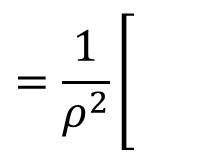 = 1/ρ² [